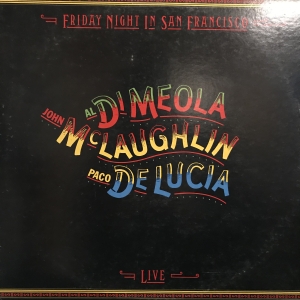 FRIDAY NIGHT IN SAN FRANCISCO
AL DI MEOLA
JOHN McLAUGHLIN
PACO DE LUCIA
LIVE